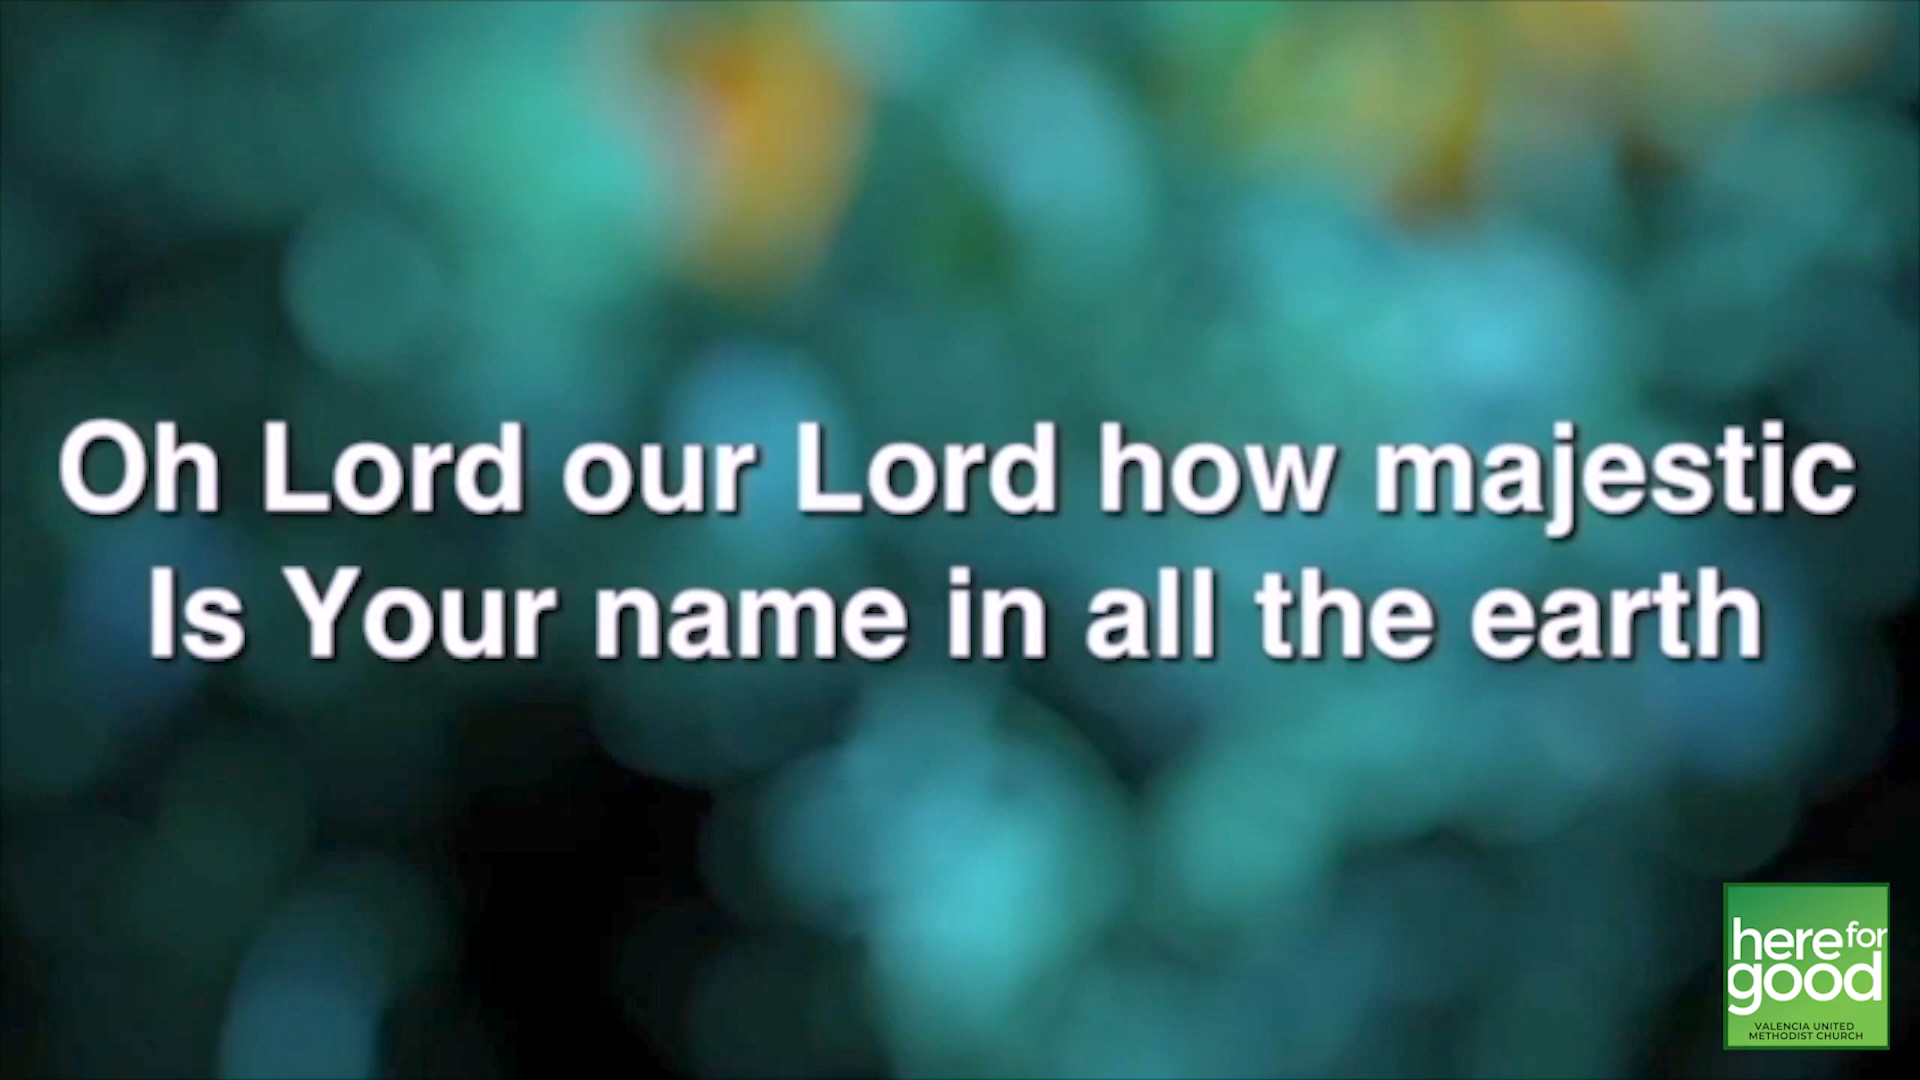 Oh Lord our Lord how majestic
Is Your name in all the earth
here for
good
VALENCIA UNITED
METHODIST CHURCH